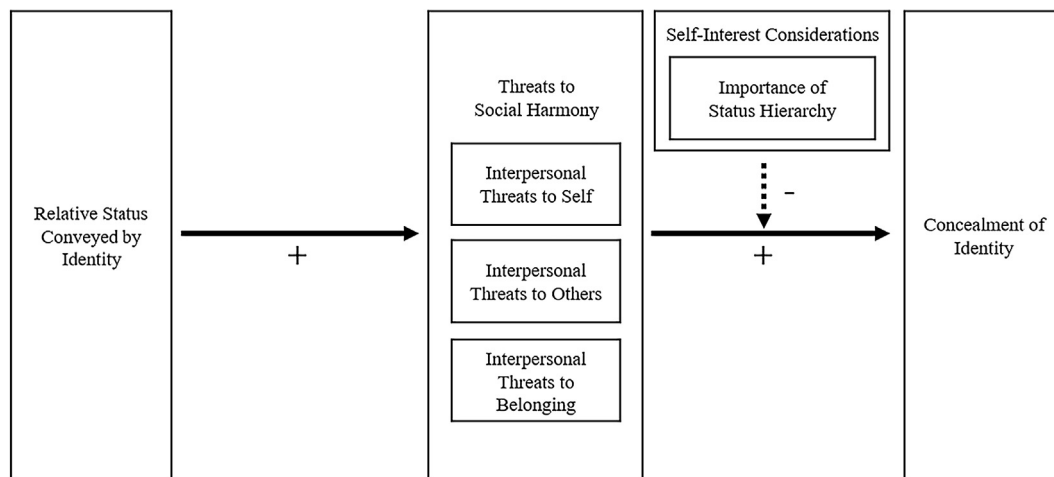 Relative Status
Conveyed by
Identity
+
Threats to
Social Harmony
Interpersonal
Threats to Self
Interpersonal
Threats to Others
Interpersonal
Threats to
Belonging
Self-Interest Considerations
Importance of
Status Hierarchy
-
+
Concealment of
Identity